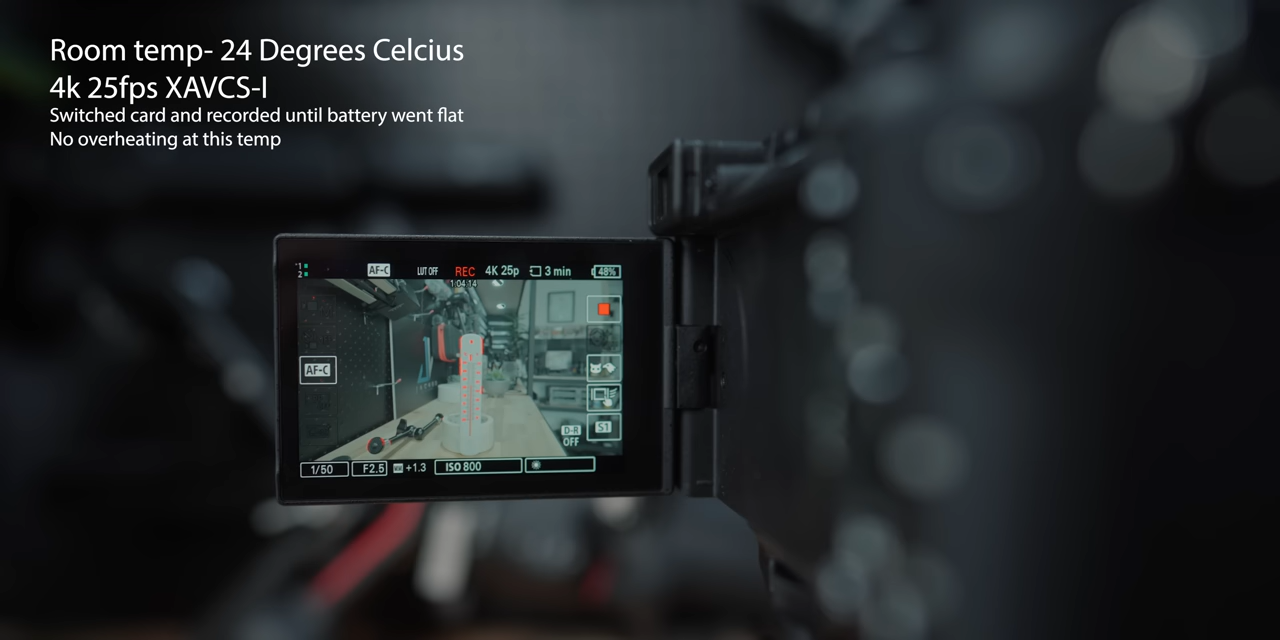 Room temp- 24 Degrees Celcius
4k 25fps XAVCS-I
Switched card and recorded until battery went flat
No overheating at this temp
1 AF-C LUT OFF REC 4K 25p 3 min 48%
2 1:04:14
AF-C
D-R S1
OFF
1/50 F2.5 +1.3 ISO 800